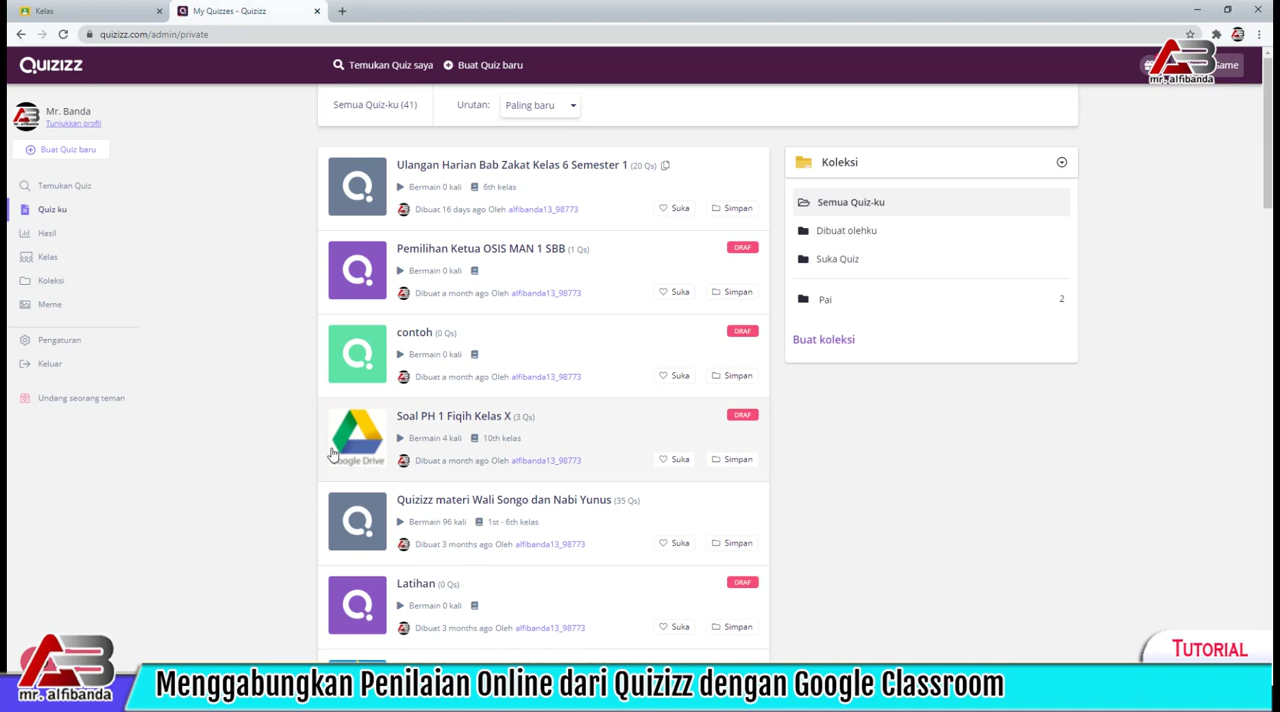 Kelas
My Quizzes - Quizizz
quizizz.com/admin/private
QUIZIZZ
Temukan Quiz saya
Buat Quiz baru
Game
mr. alfibanda
Mr. Banda
Tunjukkan profil
Buat Quiz baru
Temukan Quiz
Quiz ku
Hasil
Kelas
Koleksi
Meme
Pengaturan
Keluar
Undang seorang teman
Semua Quiz-ku (41)
Urutan:
Paling baru
Ulangan Harian Bab Zakat Kelas 6 Semester 1 (20 Qs)
Bermain 0 kali 6th kelas
Dibuat 16 days ago Oleh alfibanda13_98773
Suka Simpan
Pemilihan Ketua OSIS MAN 1 SBB (1 Qs)
DRAF
Bermain 0 kali
Dibuat a month ago Oleh alfibanda13_98773
Suka Simpan
contoh (0 Qs)
DRAF
Bermain 0 kali
Dibuat a month ago Oleh alfibanda13_98773
Suka Simpan
Google Drive
Soal PH 1 Fiqih Kelas X (3 Qs)
DRAF
Bermain 4 kali 10th kelas
Dibuat a month ago Oleh alfibanda13_98773
Suka Simpan
Quizizz materi Wali Songo dan Nabi Yunus (35 Qs)
Bermain 96 kali 1st - 6th kelas
Dibuat 3 months ago Oleh alfibanda13_98773
Suka Simpan
Latihan (0 Qs)
DRAF
Bermain 0 kali
Dibuat 3 months ago Oleh alfibanda13_98773
Suka Simpan
Koleksi
Semua Quiz-ku
Dibuat olehku
Suka Quiz
Pai 2
Buat koleksi
TUTORIAL
mr. alfibanda
Menggabungkan Penilaian Online dari Quizizz dengan Google Classroom